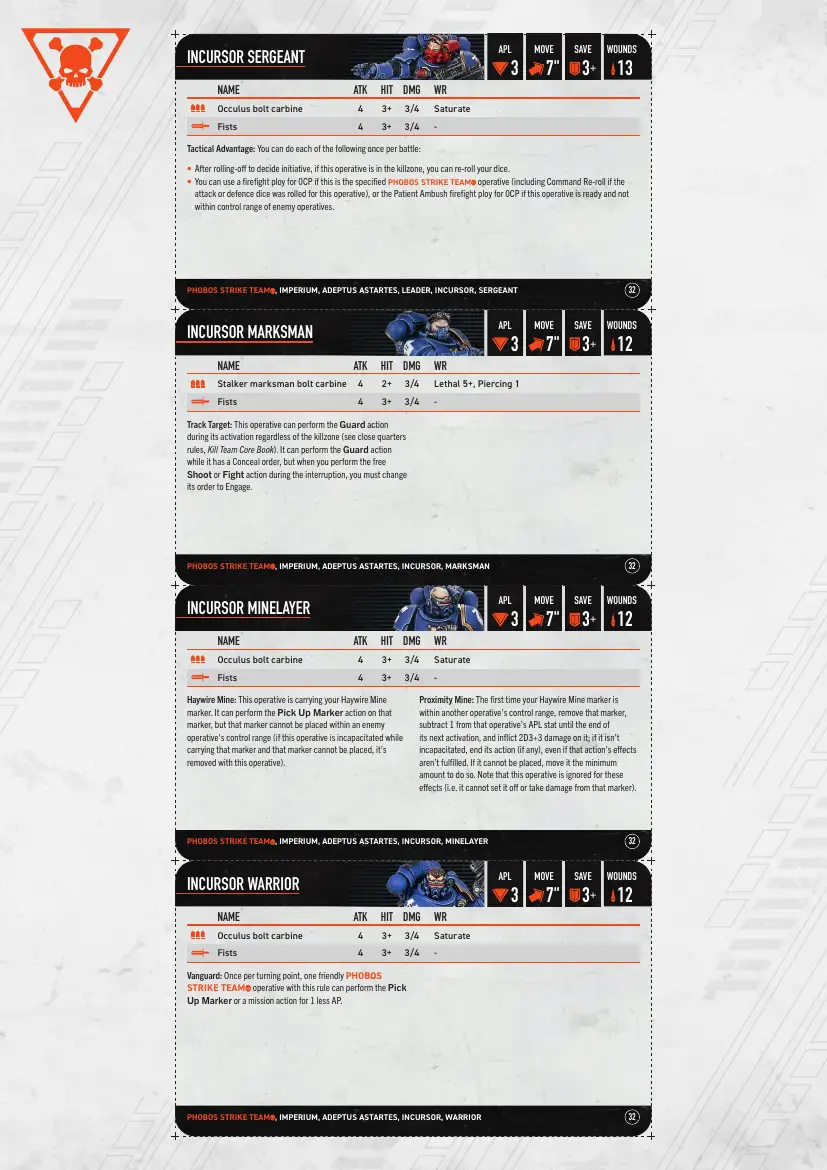 INCURSOR SERGEANT
APL MOVE SAVE WOUNDS
3 7" 3+ 13
NAME ATK HIT DMG WR
Occulus bolt carbine 4 3+ 3/4 Saturate
Fists 4 3+ 3/4 -
Tactical Advantage: You can do each of the following once per battle:
• After rolling-off to decide initiative, if this operative is in the killzone, you can re-roll your dice.
• You can use a firefight ploy for 0CP if this is the specified PHOBOS STRIKE TEAM operative (including Command Re-roll if the
attack or defence dice was rolled for this operative), or the Patient Ambush firefight ploy for 0CP if this operative is ready and not
within control range of enemy operatives.
PHOBOS STRIKE TEAM, IMPERIUM, ADEPTUS ASTARTES, LEADER, INCURSOR, SERGEANT 32
INCURSOR MARKSMAN
APL MOVE SAVE WOUNDS
3 7" 3+ 12
NAME ATK HIT DMG WR
Stalker marksman bolt carbine 4 2+ 3/4 Lethal 5+, Piercing 1
Fists 4 3+ 3/4 -
Track Target: This operative can perform the Guard action
during its activation regardless of the killzone (see close quarters
rules, Kill Team Core Book). It can perform the Guard action
while it has a Conceal order, but when you perform the free
Shoot or Fight action during the interruption, you must change
its order to Engage.
PHOBOS STRIKE TEAM, IMPERIUM, ADEPTUS ASTARTES, INCURSOR, MARKSMAN 32
INCURSOR MINELAYER
APL MOVE SAVE WOUNDS
3 7" 3+ 12
NAME ATK HIT DMG WR
Occulus bolt carbine 4 3+ 3/4 Saturate
Fists 4 3+ 3/4 -
Haywire Mine: This operative is carrying your Haywire Mine
marker. It can perform the Pick Up Marker action on that
marker, but that marker cannot be placed within an enemy
operative's control range (if this operative is incapacitated while
carrying that marker and that marker cannot be placed, it's
removed with this operative).
Proximity Mine: The first time your Haywire Mine marker is
within another operative's control range, remove that marker,
subtract 1 from that operative's APL stat until the end of
its next activation, and inflict 2D3+3 damage on it; if it isn't
incapacitated, end its action (if any), even if that action's effects
aren't fulfilled. If it cannot be placed, move it the minimum
amount to do so. Note that this operative is ignored for these
effects (i.e. it cannot set it off or take damage from that marker).
PHOBOS STRIKE TEAM, IMPERIUM, ADEPTUS ASTARTES, INCURSOR, MINELAYER 32
INCURSOR WARRIOR
APL MOVE SAVE WOUNDS
3 7" 3+ 12
NAME ATK HIT DMG WR
Occulus bolt carbine 4 3+ 3/4 Saturate
Fists 4 3+ 3/4 -
Vanguard: Once per turning point, one friendly PHOBOS
STRIKE TEAM operative with this rule can perform the Pick
Up Marker or a mission action for 1 less AP.
PHOBOS STRIKE TEAM, IMPERIUM, ADEPTUS ASTARTES, INCURSOR, WARRIOR 32